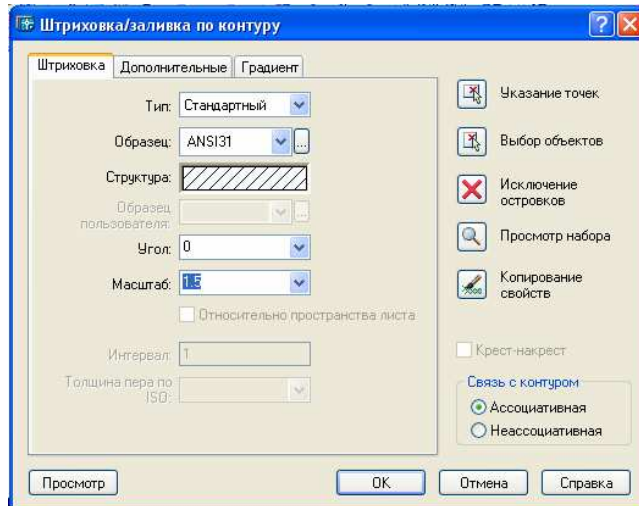 Штриховка/заливка по контуру
Штриховка Дополнительные Градиент
Тип: Стандартный
Образец: ANSI31 ...
Структура:
Образец
пользователя: ...
Угол: 0
Масштаб: 1.5
Относительно пространства листа
Интервал: 1
Толщина пера по
ISO:
Указание точек
Выбор объектов
Исключение
островков
Просмотр набора
Копирование
свойств
Крест-накрест
Связь с контуром
Ассоциативная
Неассоциативная
Просмотр OK Отмена Справка